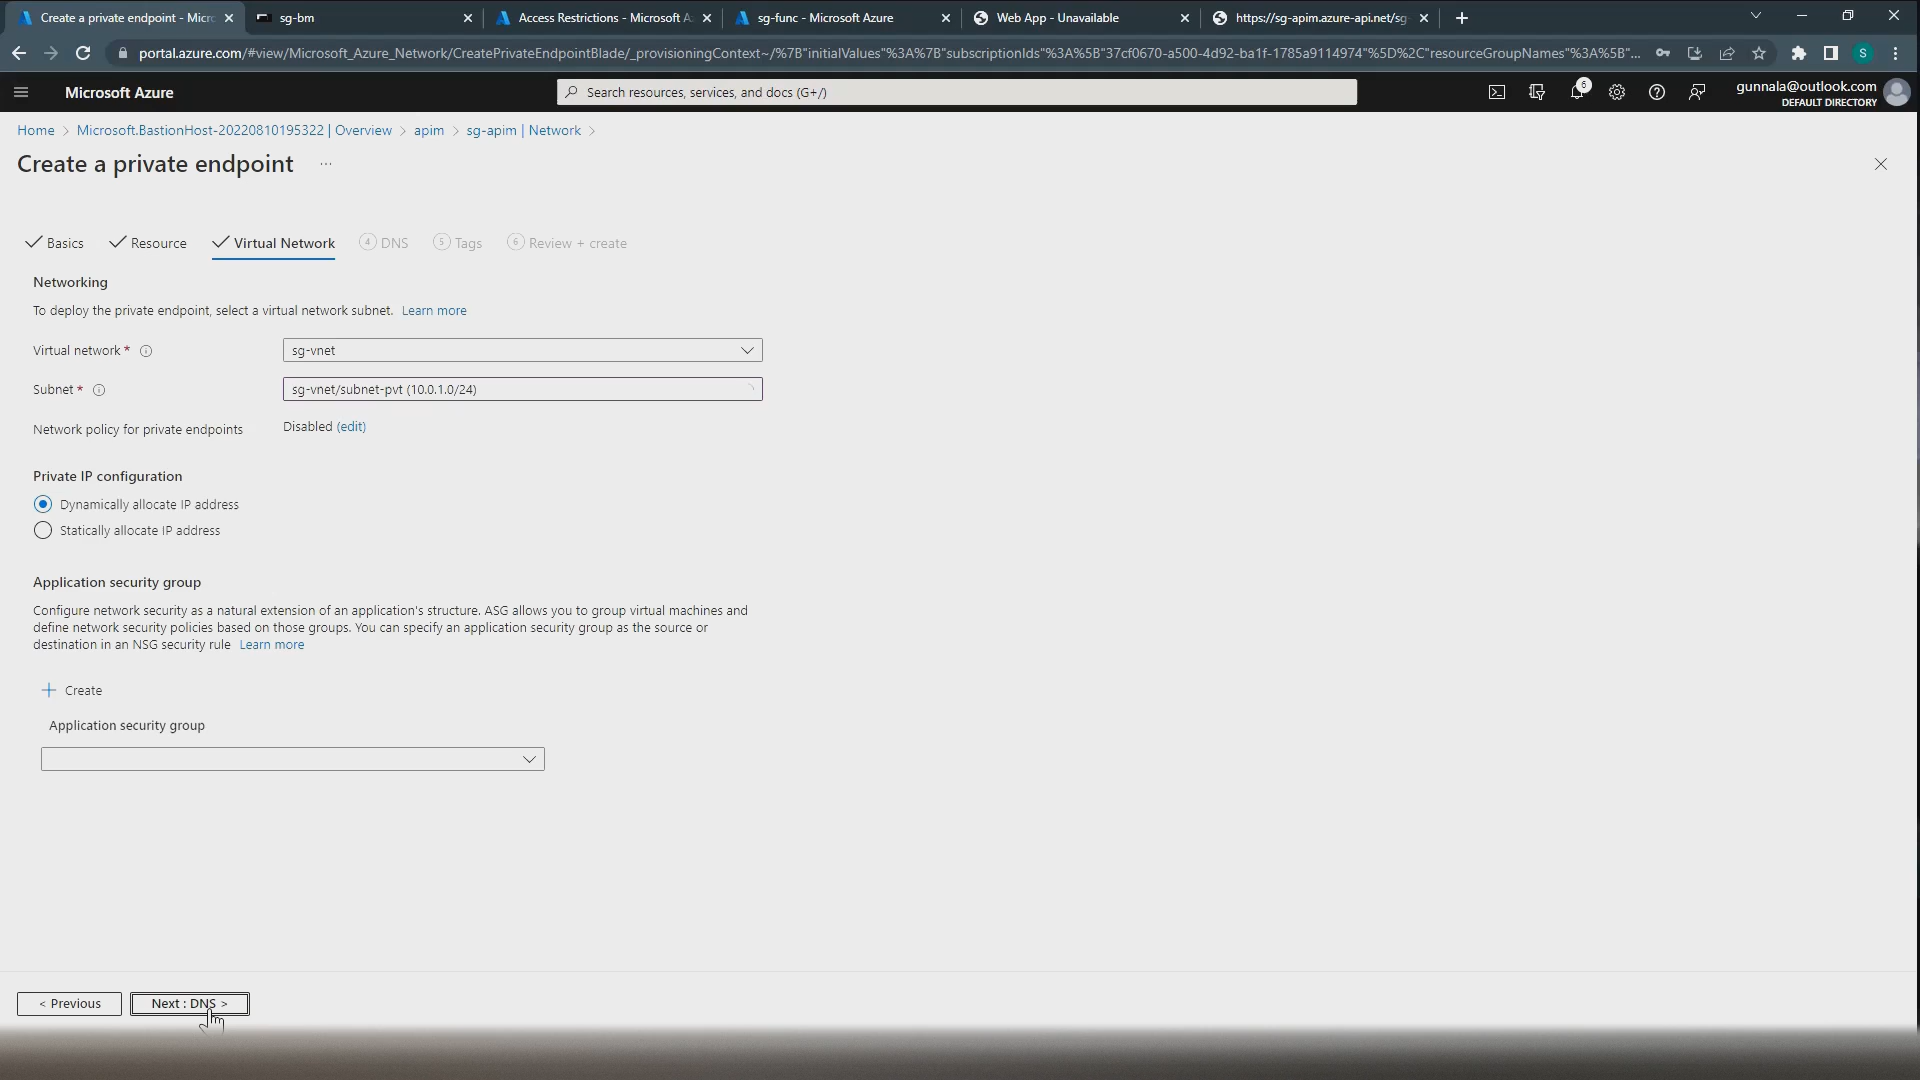 Create a private endpoint - Micr
sg-bm
Access Restrictions - Microsoft A
sg-func - Microsoft Azure
Web App - Unavailable
https://sg-apim.azure-api.net/sg-
portal.azure.com/#view/Microsoft_Azure_Network/CreatePrivateEndpointBlade/_provisioningContext~/%7B"initialValues"%3A%7B"subscriptionIds"%3A%5B"37cf0670-a500-4d92-ba1f-1785a9114974"%5D%2C"resourceGroupNames"%3A%5B"...
S
Microsoft Azure
Search resources, services, and docs (G+/)
6
gunnala@outlook.com
DEFAULT DIRECTORY
Home > Microsoft.BastionHost-20220810195322 | Overview > apim > sg-apim | Network >
Create a private endpoint ...
Basics
Resource
Virtual Network
4 DNS
5 Tags
6 Review + create
Networking
To deploy the private endpoint, select a virtual network subnet. Learn more
Virtual network *
sg-vnet
Subnet *
sg-vnet/subnet-pvt (10.0.1.0/24)
Network policy for private endpoints
Disabled (edit)
Private IP configuration
Dynamically allocate IP address
Statically allocate IP address
Application security group
Configure network security as a natural extension of an application's structure. ASG allows you to group virtual machines and
define network security policies based on those groups. You can specify an application security group as the source or
destination in an NSG security rule Learn more
+ Create
Application security group
< Previous
Next : DNS >